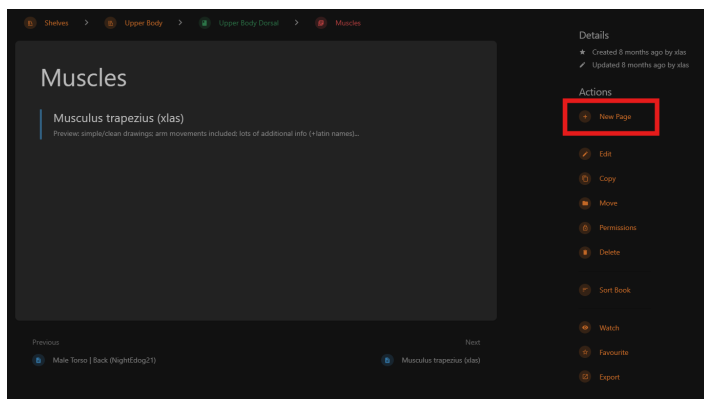 Shelves > Upper Body > Upper Body Dorsal > Muscles
Muscles
Musculus trapezius (xlas)
Preview: simple/clean drawings; arm movements included; lots of additional info (+latin names)...
Previous
Male Torso | Back (NightEdog21)
Next
Musculus trapezius (xlas)
Details
Created 8 months ago by xlas
Updated 8 months ago by xlas
Actions
New Page
Edit
Copy
Move
Permissions
Delete
Sort Book
Watch
Favourite
Export